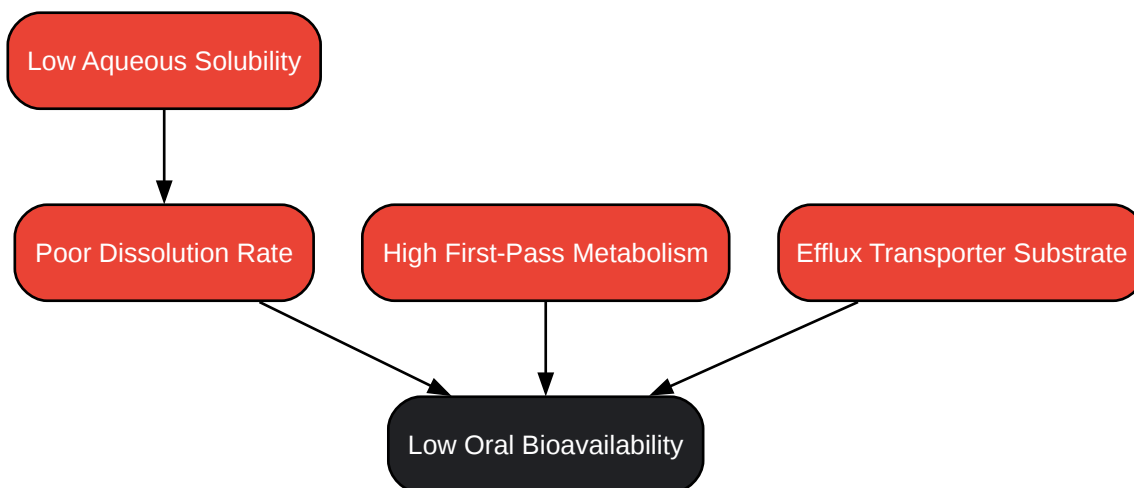 Low Aqueous Solubility
Poor Dissolution Rate
High First-Pass Metabolism
Efflux Transporter Substrate
Low Oral Bioavailability